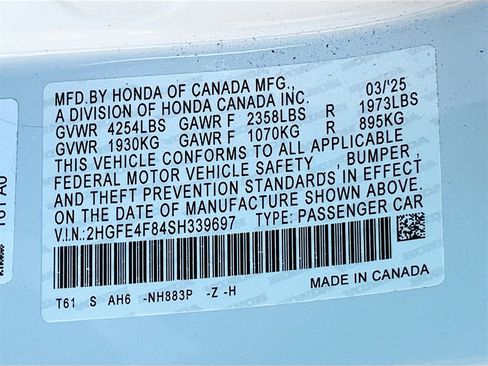 MFD.BY HONDA OF CANADA MFG., 03/25
A DIVISION OF HONDA CANADA INC.
GVWR 4254LBS GAWR F 2358LBS R 1973LBS
GVWR 1930KG GAWR F 1070KG R 895KG
THIS VEHICLE CONFORMS TO ALL APPLICABLE
FEDERAL MOTOR VEHICLE SAFETY , BUMPER ,
AND THEFT PREVENTION STANDARDS IN EFFECT
ON THE DATE OF MANUFACTURE SHOWN ABOVE.
V.I.N.:2HGFE4F84SH339697 TYPE: PASSENGER CAR
T61 S AH6 -NH883P -Z -H MADE IN CANADA